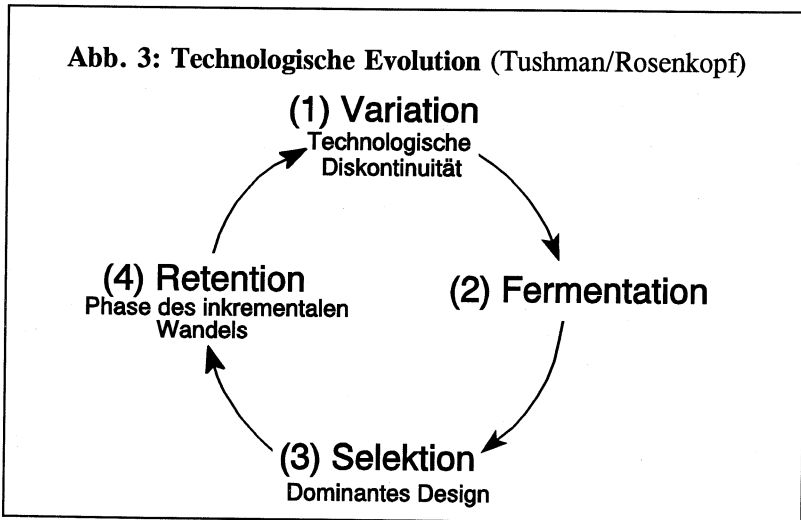 Abb. 3: Technologische Evolution (Tushman/Rosenkopf)
(1) Variation
Technologische
Diskontinuität
(2) Fermentation
(3) Selektion
Dominantes Design
(4) Retention
Phase des inkrementalen
Wandels